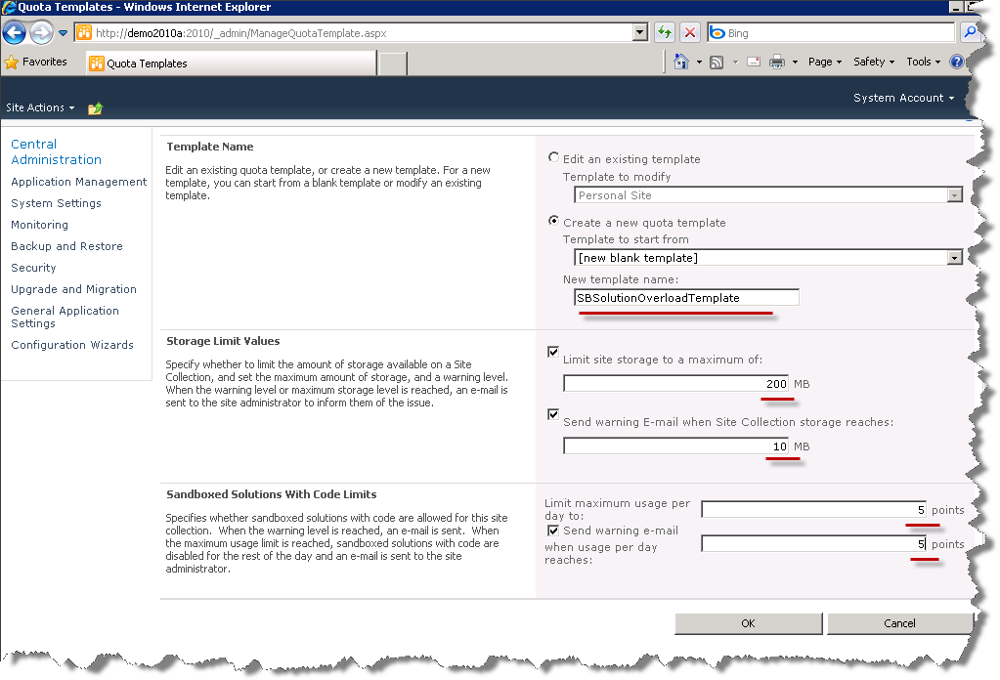 Quota Templates - Windows Internet Explorer
http://demo2010a:2010/_admin/ManageQuotaTemplate.aspx
Bing
Favorites
Quota Templates
Page
Safety
Tools
Site Actions
System Account
Central
Administration
Application Management
System Settings
Monitoring
Backup and Restore
Security
Upgrade and Migration
General Application
Settings
Configuration Wizards
Template Name
Edit an existing quota template, or create a new template. For a new
template, you can start from a blank template or modify an existing
template.
Edit an existing template
Template to modify
Personal Site
Create a new quota template
Template to start from
[new blank template]
New template name:
SBSolutionOverloadTemplate
Storage Limit Values
Specify whether to limit the amount of storage available on a Site
Collection, and set the maximum amount of storage, and a warning level.
When the warning level or maximum storage level is reached, an e-mail is
sent to the site administrator to inform them of the issue.
Limit site storage to a maximum of:
200 MB
Send warning E-mail when Site Collection storage reaches:
10 MB
Sandboxed Solutions With Code Limits
Specifies whether sandboxed solutions with code are allowed for this site
collection. When the warning level is reached, an e-mail is sent. When
the maximum usage limit is reached, sandboxed solutions with code are
disabled for the rest of the day and an e-mail is sent to the site
administrator.
Limit maximum usage per
day to:
5 points
Send warning e-mail
when usage per day
reaches:
5 points
OK
Cancel